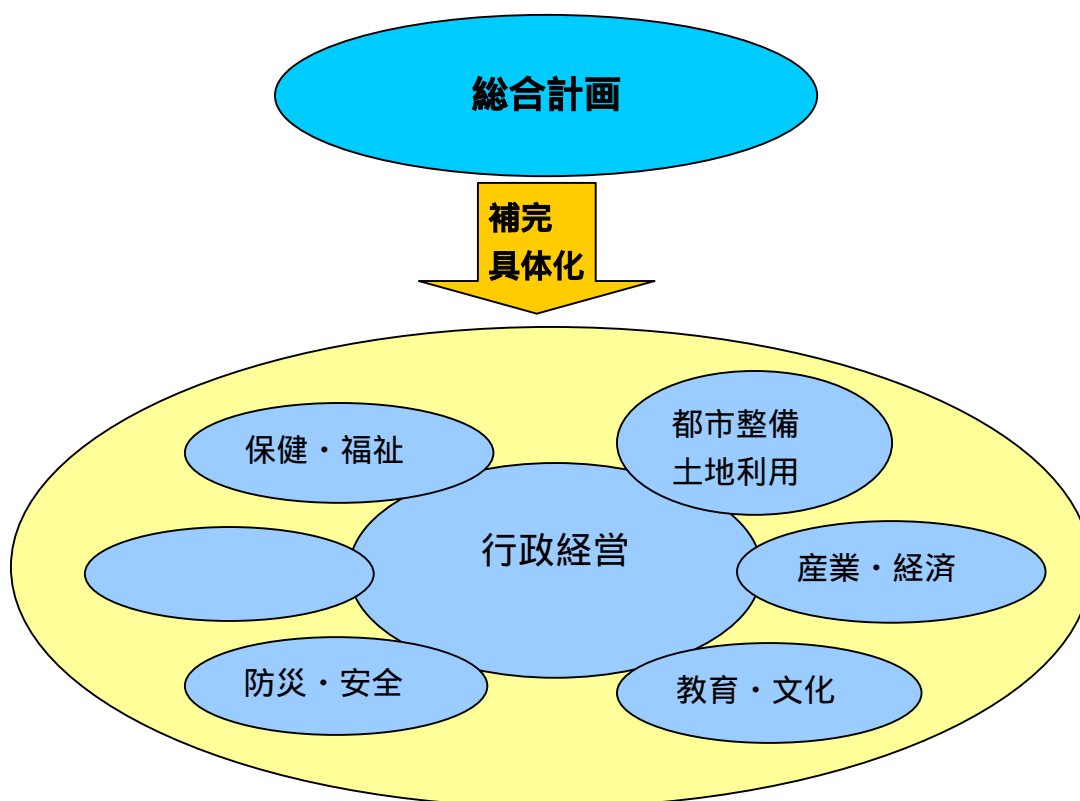 総合計画
補完
具体化
保健・福祉
都市整備
土地利用
行政経営
産業・経済
防災・安全
教育・文化